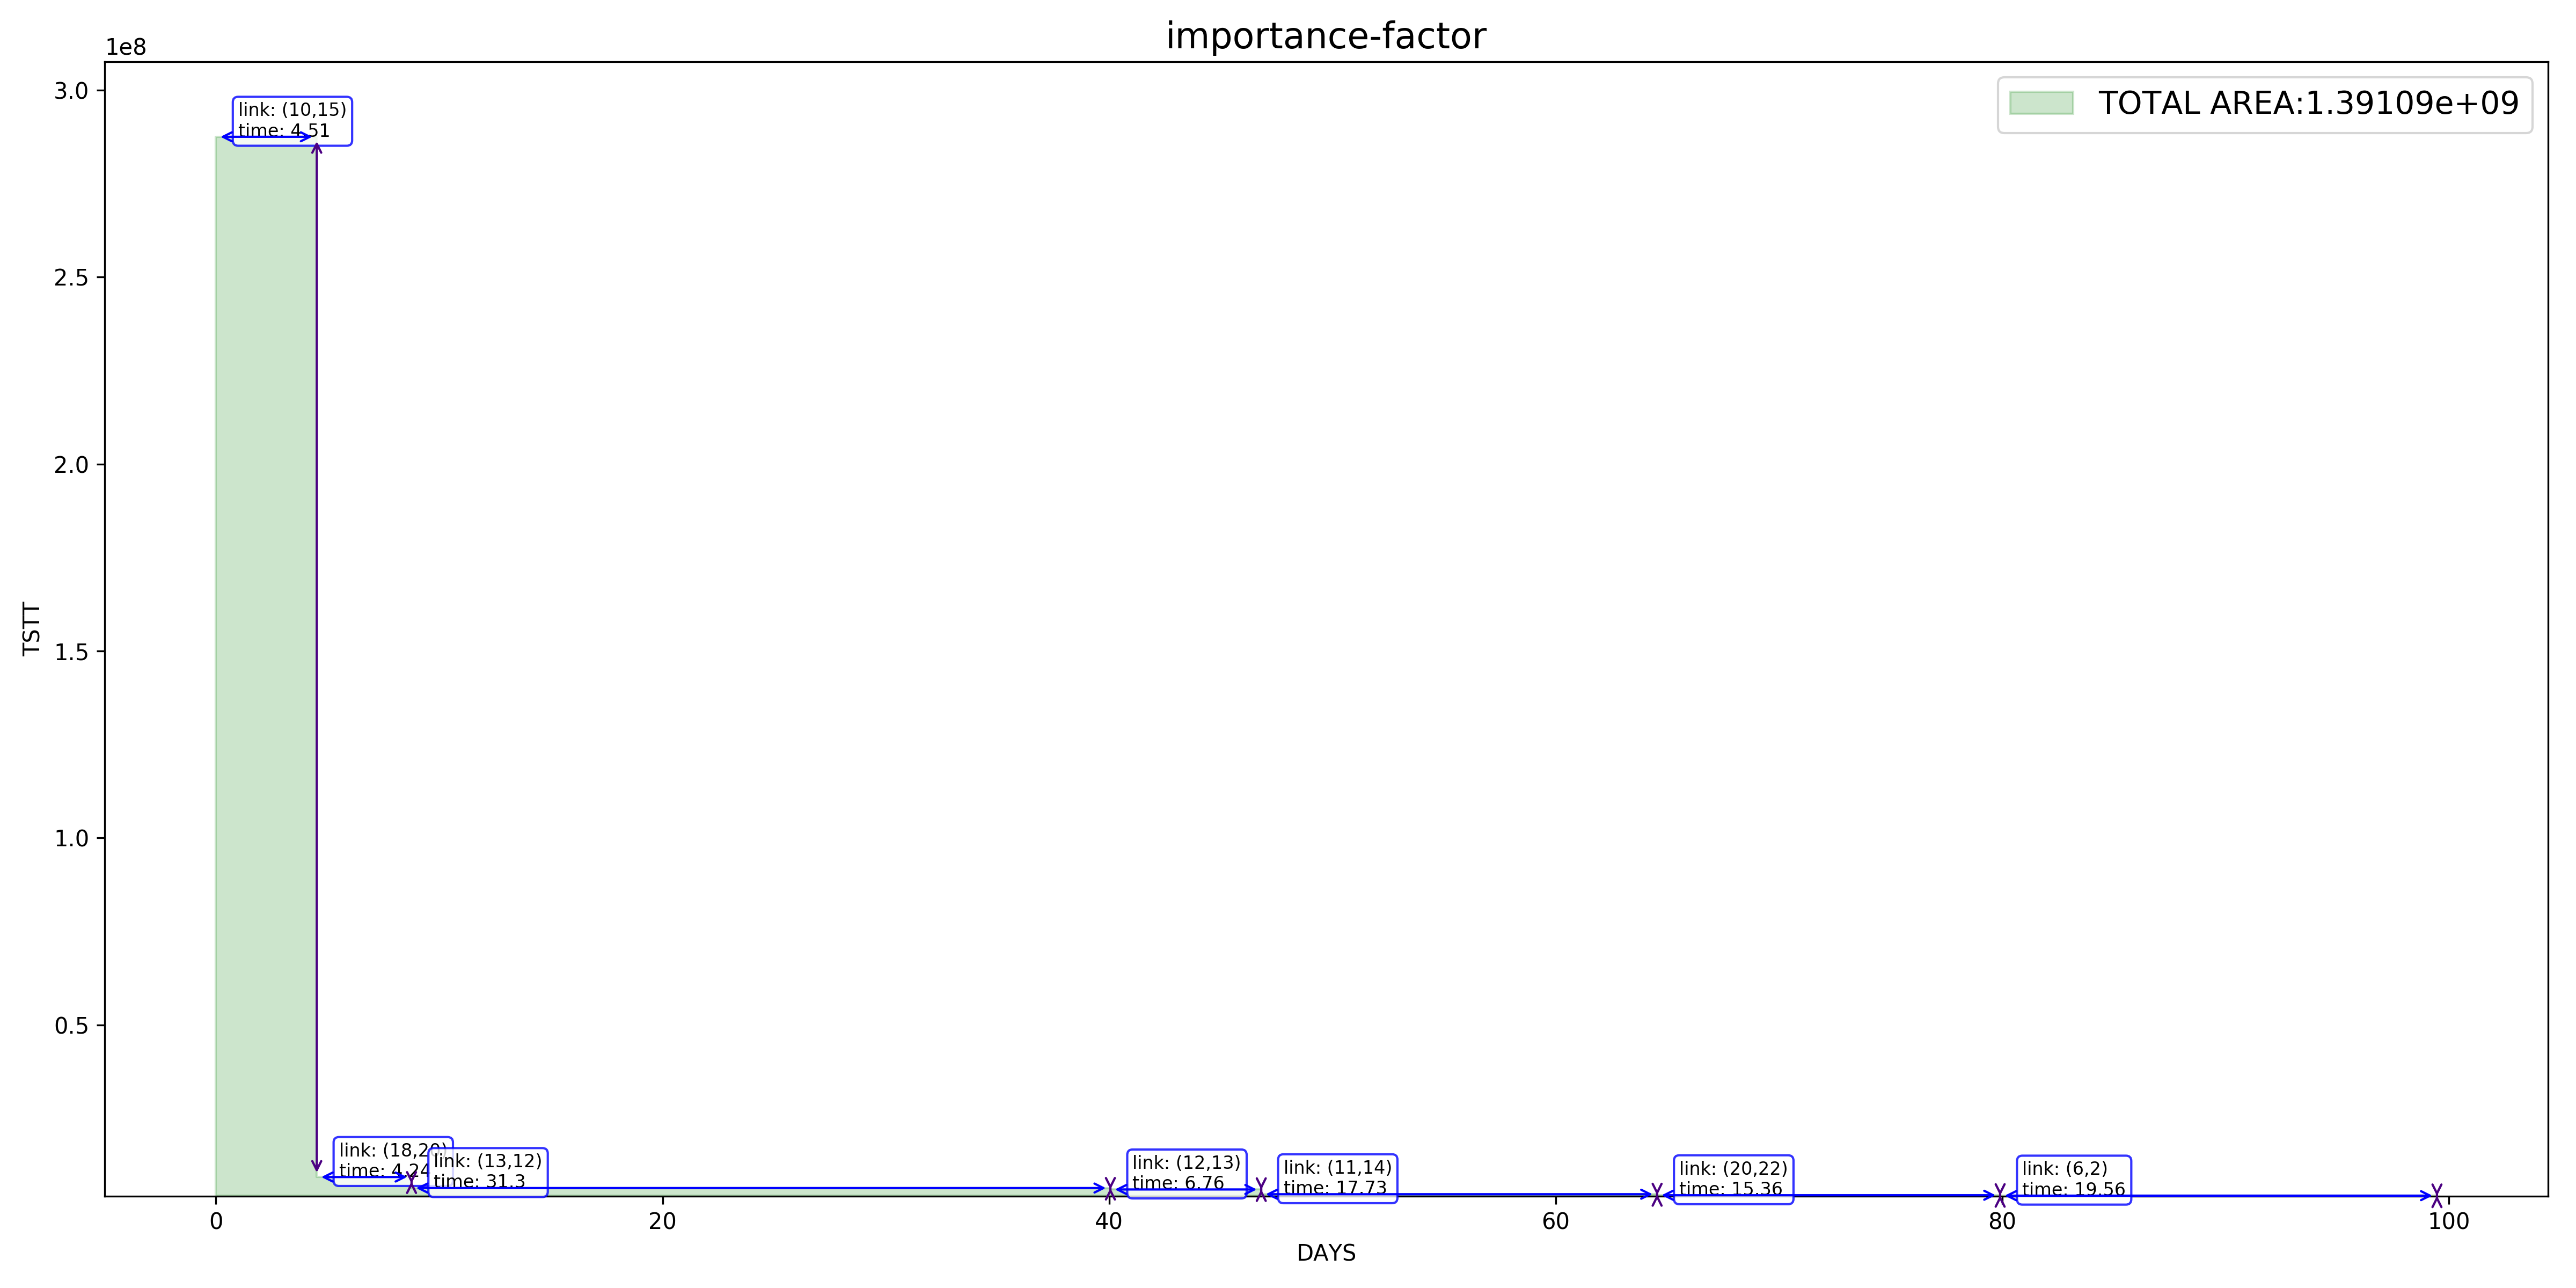 importance-factor
1e8
3.0
2.5
2.0
1.5
1.0
0.5
TSTT
TOTAL AREA:1.39109e+09
link: (10,15)
time: 4.51
link: (18,20)
time: 4.24
link: (13,12)
time: 31.3
link: (12,13)
time: 6.76
link: (11,14)
time: 17.73
link: (20,22)
time: 15.36
link: (6,2)
time: 19.56
0 20 40 60 80 100
DAYS